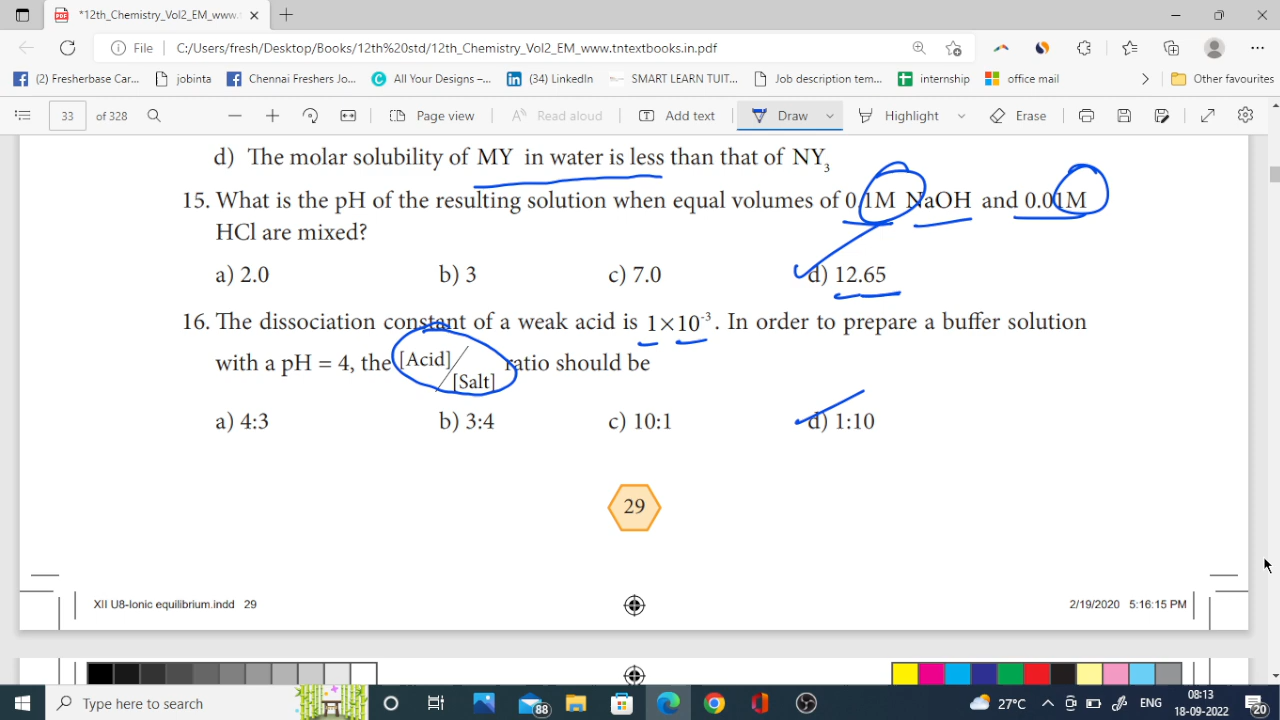 *12th_Chemistry_Vol2_EM_www.t
File C:/Users/fresh/Desktop/Books/12th%20std/12th_Chemistry_Vol2_EM_www.tntextbooks.in.pdf
(2) Fresherbase Car... jobinta Chennai Freshers Jo... All Your Designs –... (34) LinkedIn SMART LEARN TUIT... Job description tem... internship office mail Other favourites
33 of 328 Page view Read aloud Add text Draw Highlight Erase
d) The molar solubility of MY in water is less than that of NY₃
15. What is the pH of the resulting solution when equal volumes of 0.1M NaOH and 0.01M
HCl are mixed?
a) 2.0 b) 3 c) 7.0 d) 12.65
16. The dissociation constant of a weak acid is 1×10⁻³. In order to prepare a buffer solution
with a pH = 4, the [Acid]/[Salt] ratio should be
a) 4:3 b) 3:4 c) 10:1 d) 1:10
29
XII U8-Ionic equilibrium.indd 29 2/19/2020 5:16:15 PM
Type here to search 88 27°C ENG 08:13
18-09-2022 20